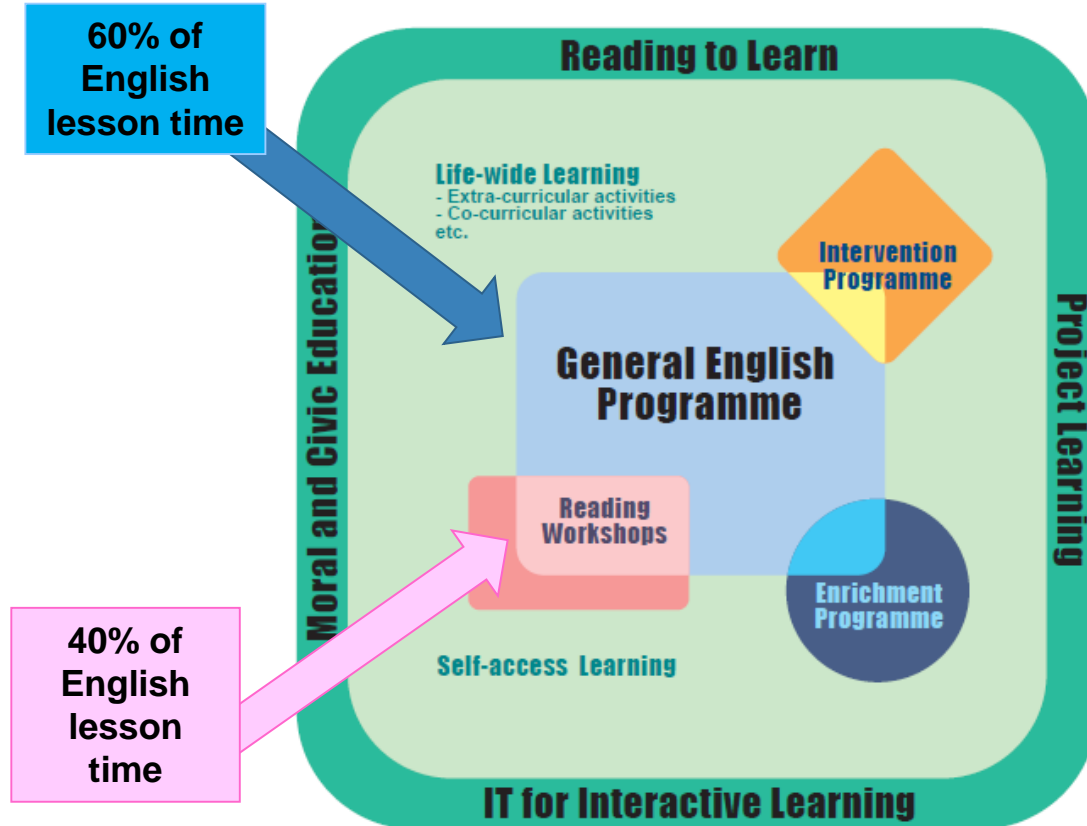 60% of
English
lesson time
Reading to Learn
Life-wide Learning
- Extra-curricular activities
- Co-curricular activities
etc.
Intervention
Programme
Moral and Civic Education
General English
Programme
Project Learning
Reading
Workshops
Enrichment
Programme
40% of
English
lesson
time
Self-access Learning
IT for Interactive Learning